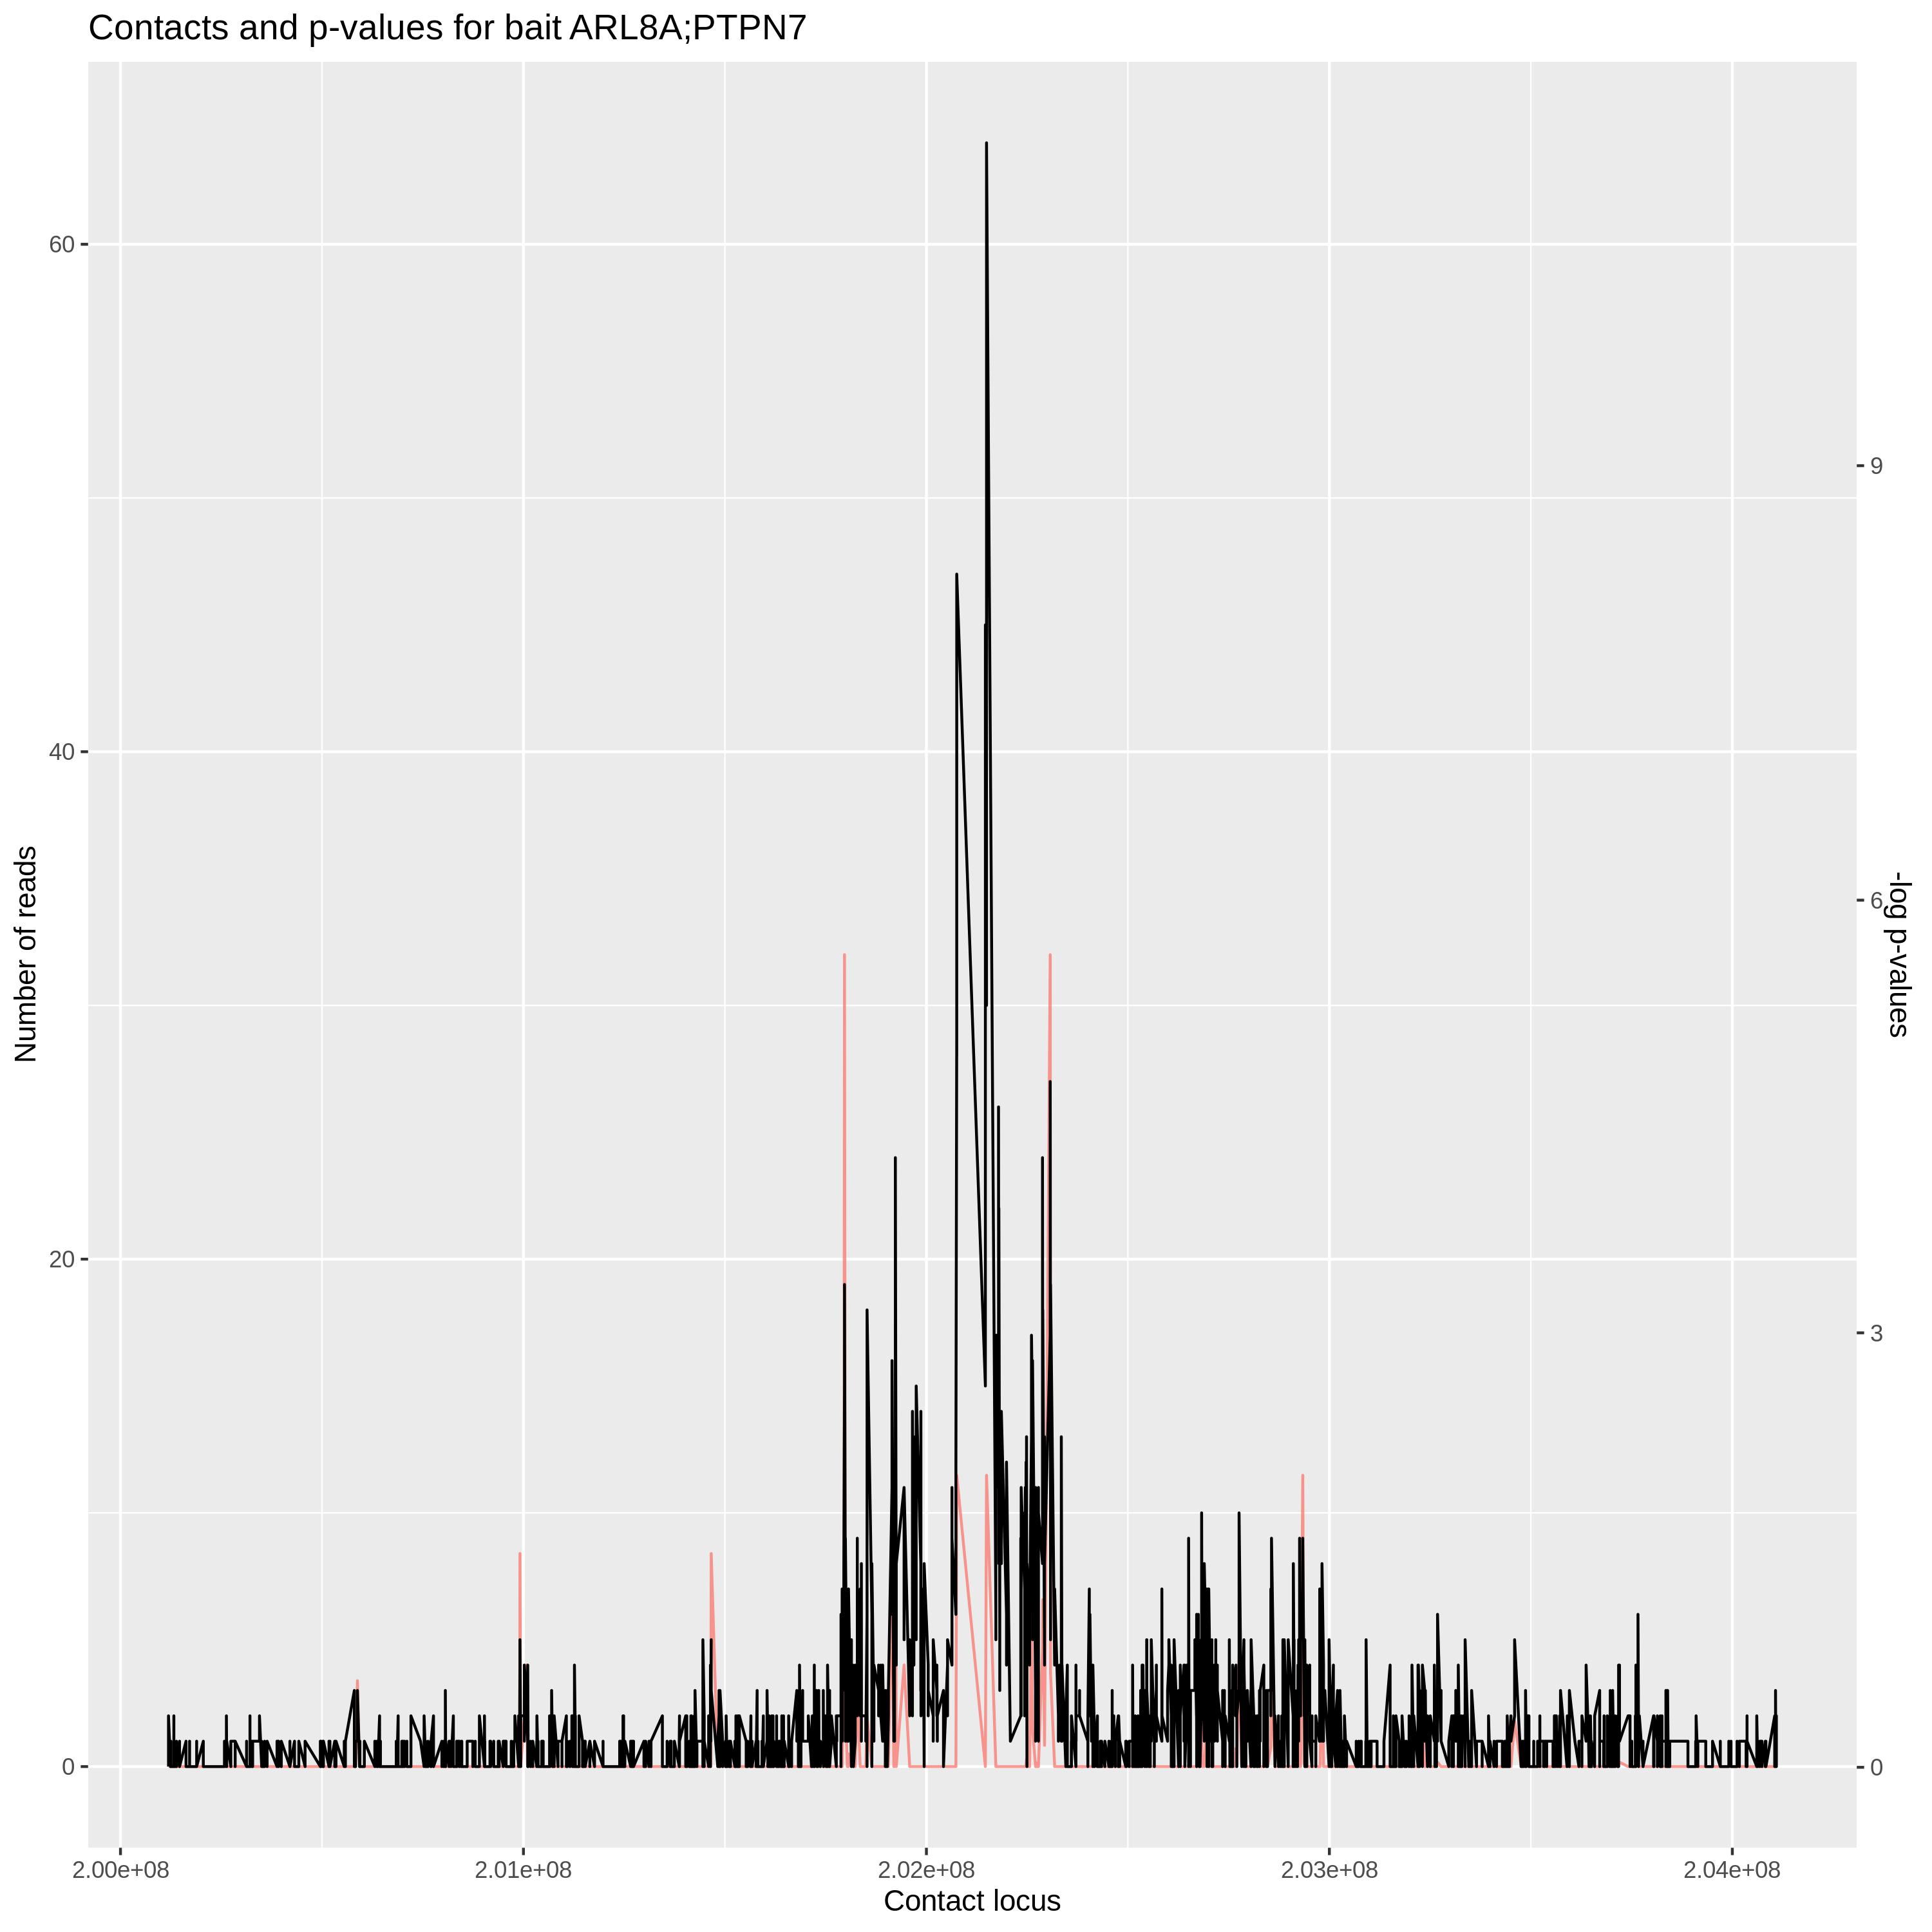 Contacts and p-values for bait ARL8A;PTPN7
60
40
20
0
Number of reads
9
6
3
0
-log p-values
2.00e+08
2.01e+08
2.02e+08
2.03e+08
2.04e+08
Contact locus